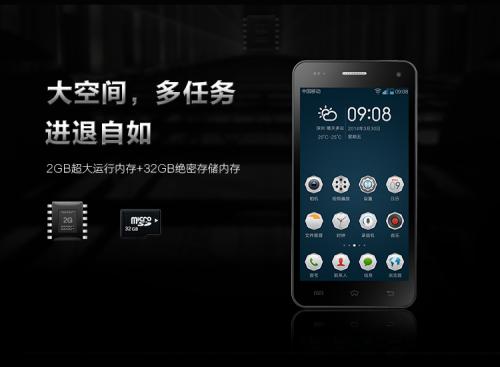 大空间，多任务
进退自如
2GB超大运行内存+32GB绝密存储内存
2G
micro
SD
32 GB
中国移动
09:08
09:08
深圳 晴天多云
2014年3月30日
25°C -25°C
星期五
相机
视频播放
设置
日历
文件管理
时钟
录音机
音乐
拨号
联系人
信息
浏览器